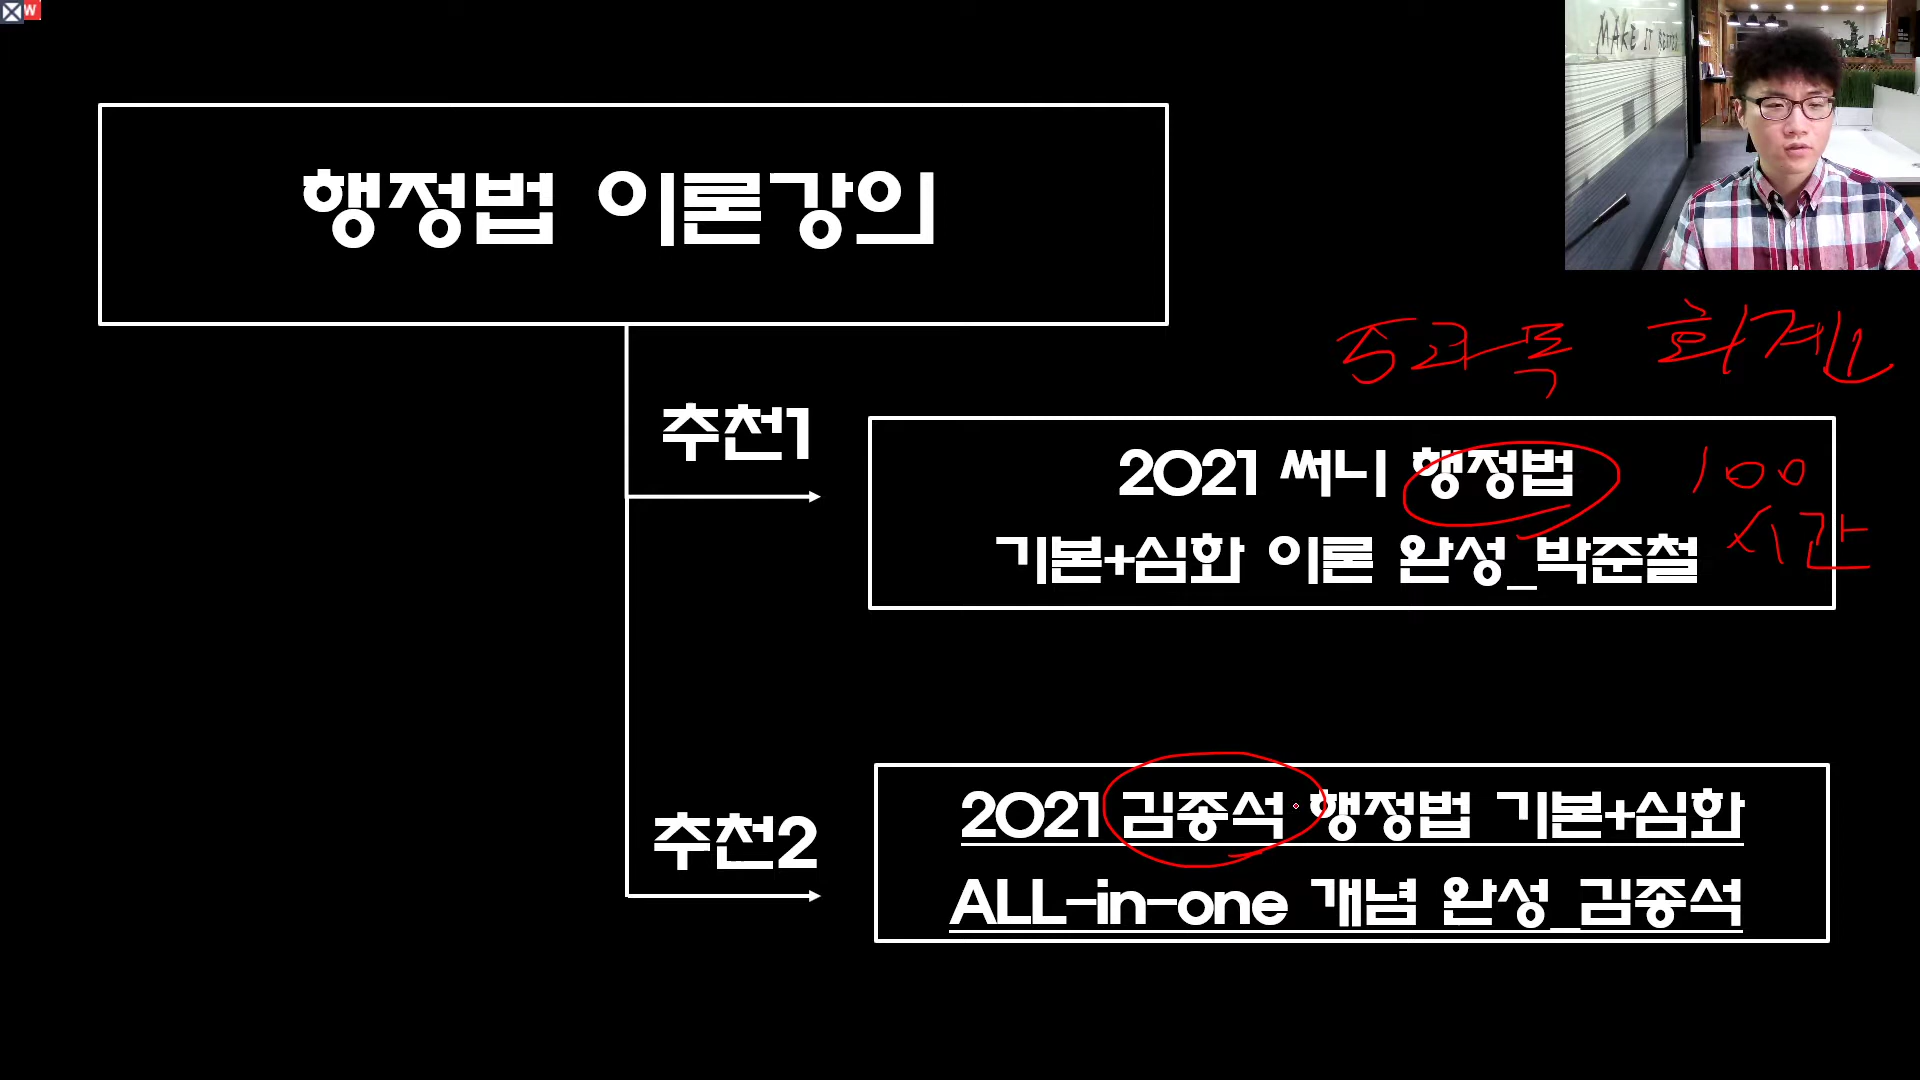 W
MAKE IT BETTER
행정법 이론강의
5과목 회계
추천1
2021 써니 행정법
100
기본+심화 이론 완성_박준철
시간
2021 김종석 행정법 기본+심화
추천2
ALL-in-one 개념 완성_김종석